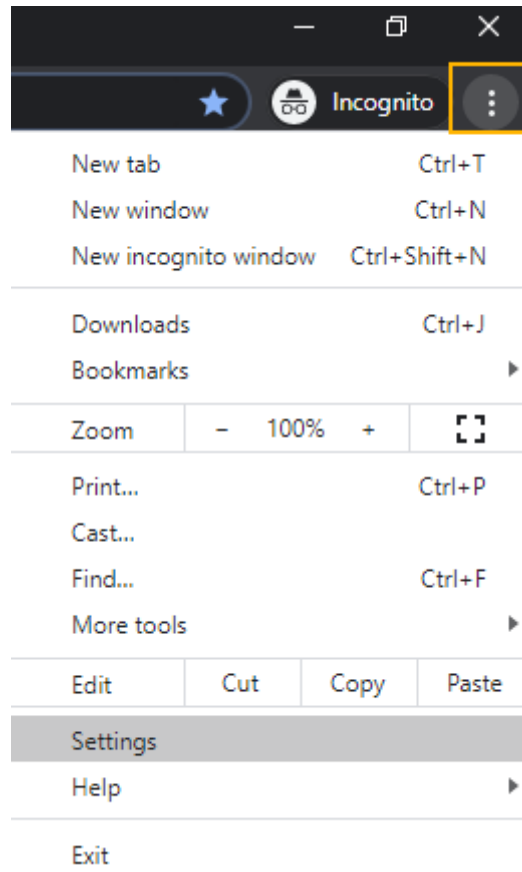 Incognito
New tab Ctrl+T
New window Ctrl+N
New incognito window Ctrl+Shift+N
Downloads Ctrl+J
Bookmarks
Zoom - 100% +
Print... Ctrl+P
Cast...
Find... Ctrl+F
More tools
Edit Cut Copy Paste
Settings
Help
Exit